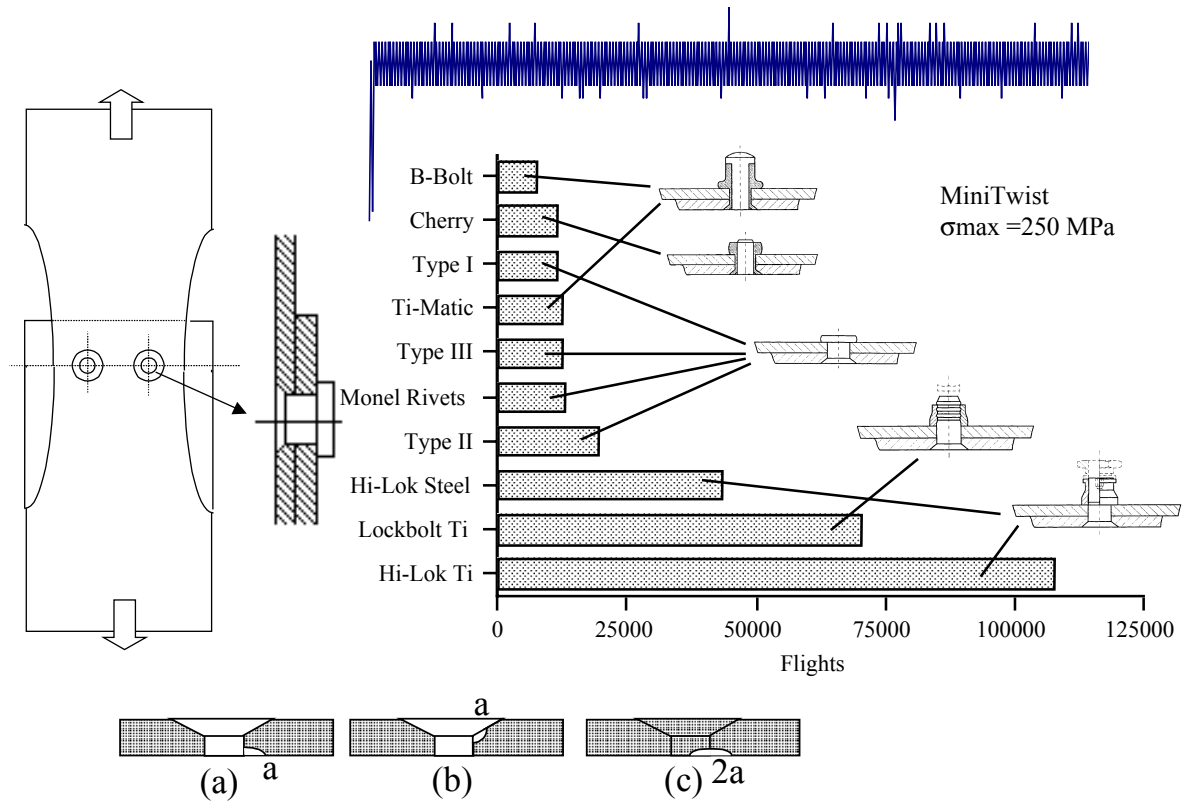 B-Bolt
Cherry
Type I
Ti-Matic
Type III
Monel Rivets
Type II
Hi-Lok Steel
Lockbolt Ti
Hi-Lok Ti
MiniTwist
σmax =250 MPa
0 25000 50000 75000 100000 125000
Flights
a
a
2a
(a) (b) (c)